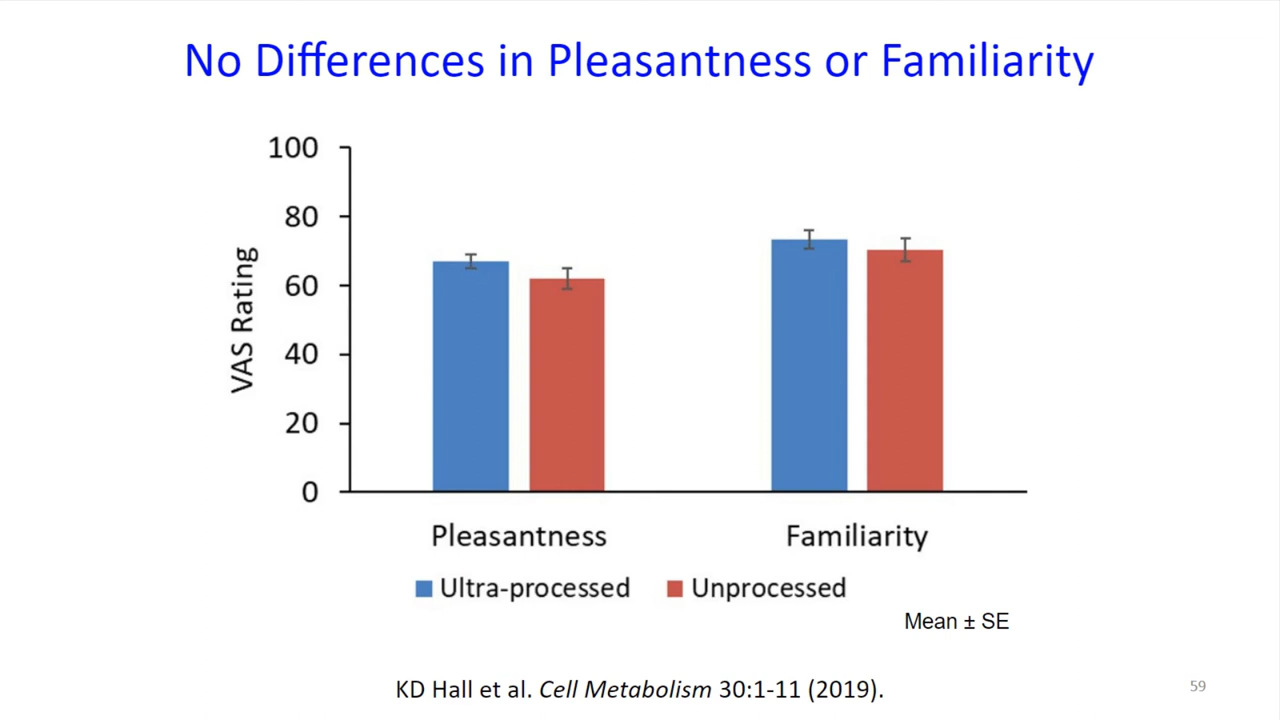 No Differences in Pleasantness or Familiarity
100
80
60
40
20
0
VAS Rating
Pleasantness
Familiarity
Ultra-processed
Unprocessed
Mean ± SE
KD Hall et al. Cell Metabolism 30:1-11 (2019).
59